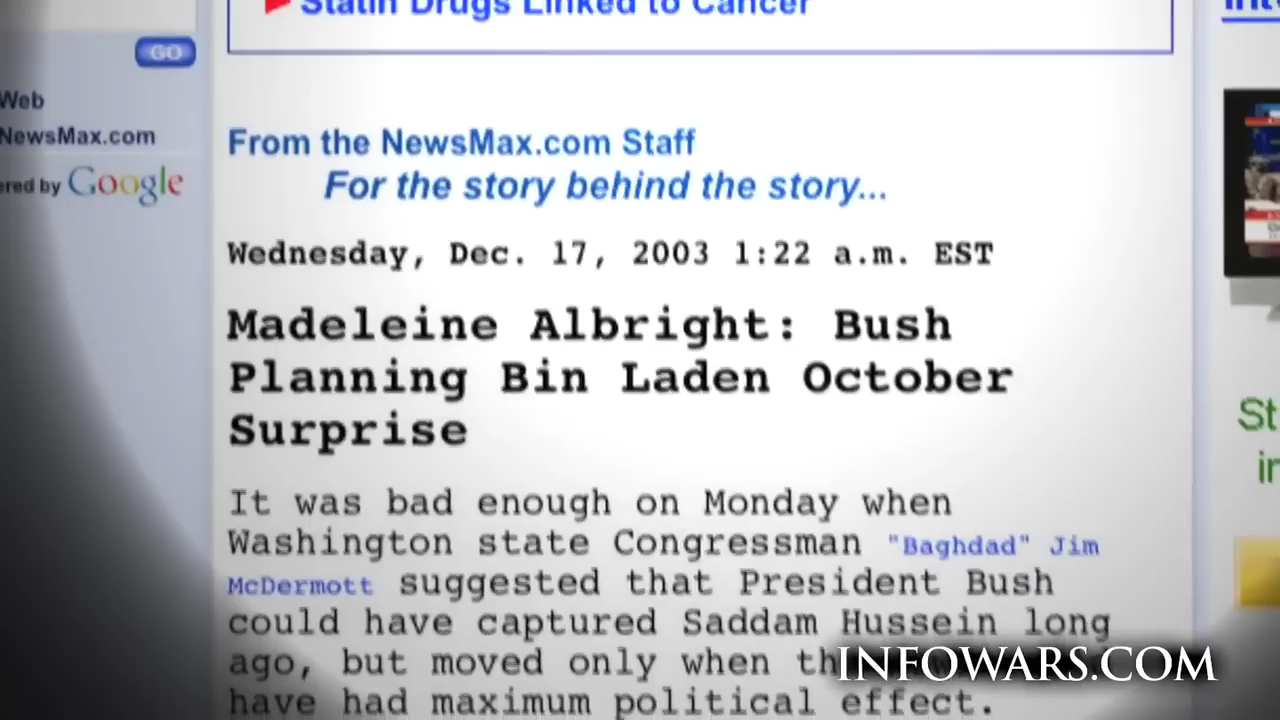 Statin Drugs Linked to Cancer
GO
Web
NewsMax.com
ered by Google
From the NewsMax.com Staff
For the story behind the story...
Wednesday, Dec. 17, 2003 1:22 a.m. EST
Madeleine Albright: Bush
Planning Bin Laden October
Surprise
It was bad enough on Monday when
Washington state Congressman "Baghdad" Jim
McDermott suggested that President Bush
could have captured Saddam Hussein long
ago, but moved only when th
have had maximum political effect.
St
in
INFOWARS.COM